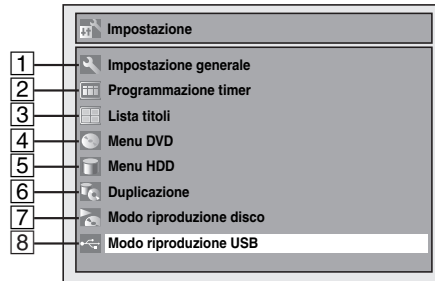 Impostazione
1 Impostazione generale
2 Programmazione timer
3 Lista titoli
4 Menu DVD
5 Menu HDD
6 Duplicazione
7 Modo riproduzione disco
8 Modo riproduzione USB